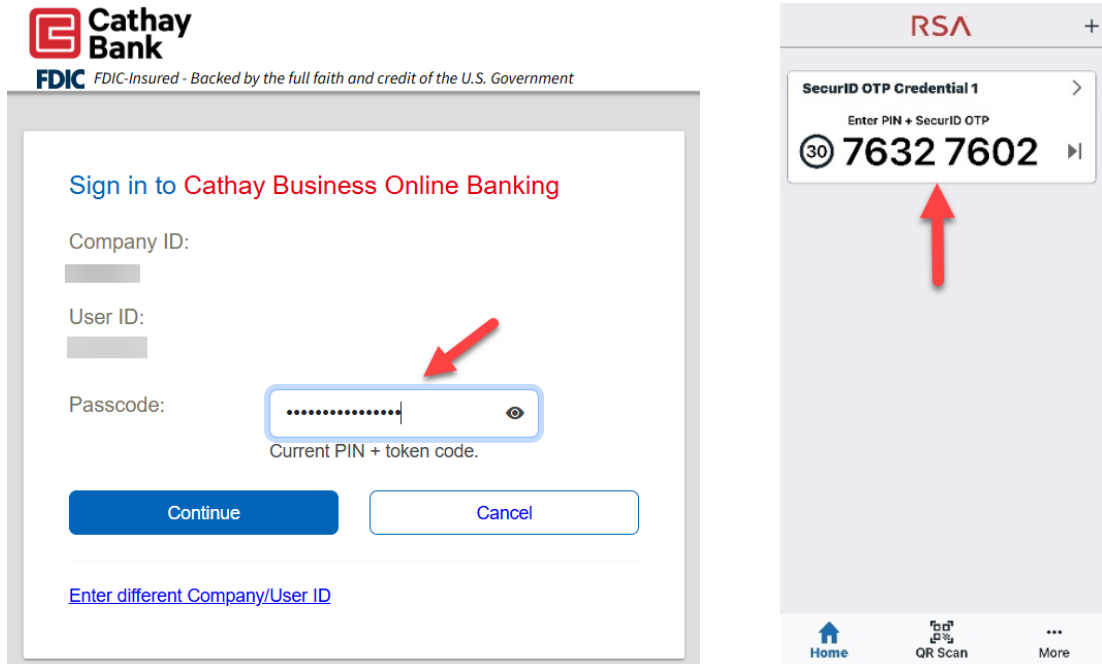 Cathay
Bank
FDIC FDIC-Insured - Backed by the full faith and credit of the U.S. Government
Sign in to Cathay Business Online Banking
Company ID:
User ID:
Passcode:
Current PIN + token code.
Continue
Cancel
Enter different Company/User ID
RSA
+
SecurID OTP Credential 1
Enter PIN + SecurID OTP
30 7632 7602
Home
QR Scan
More